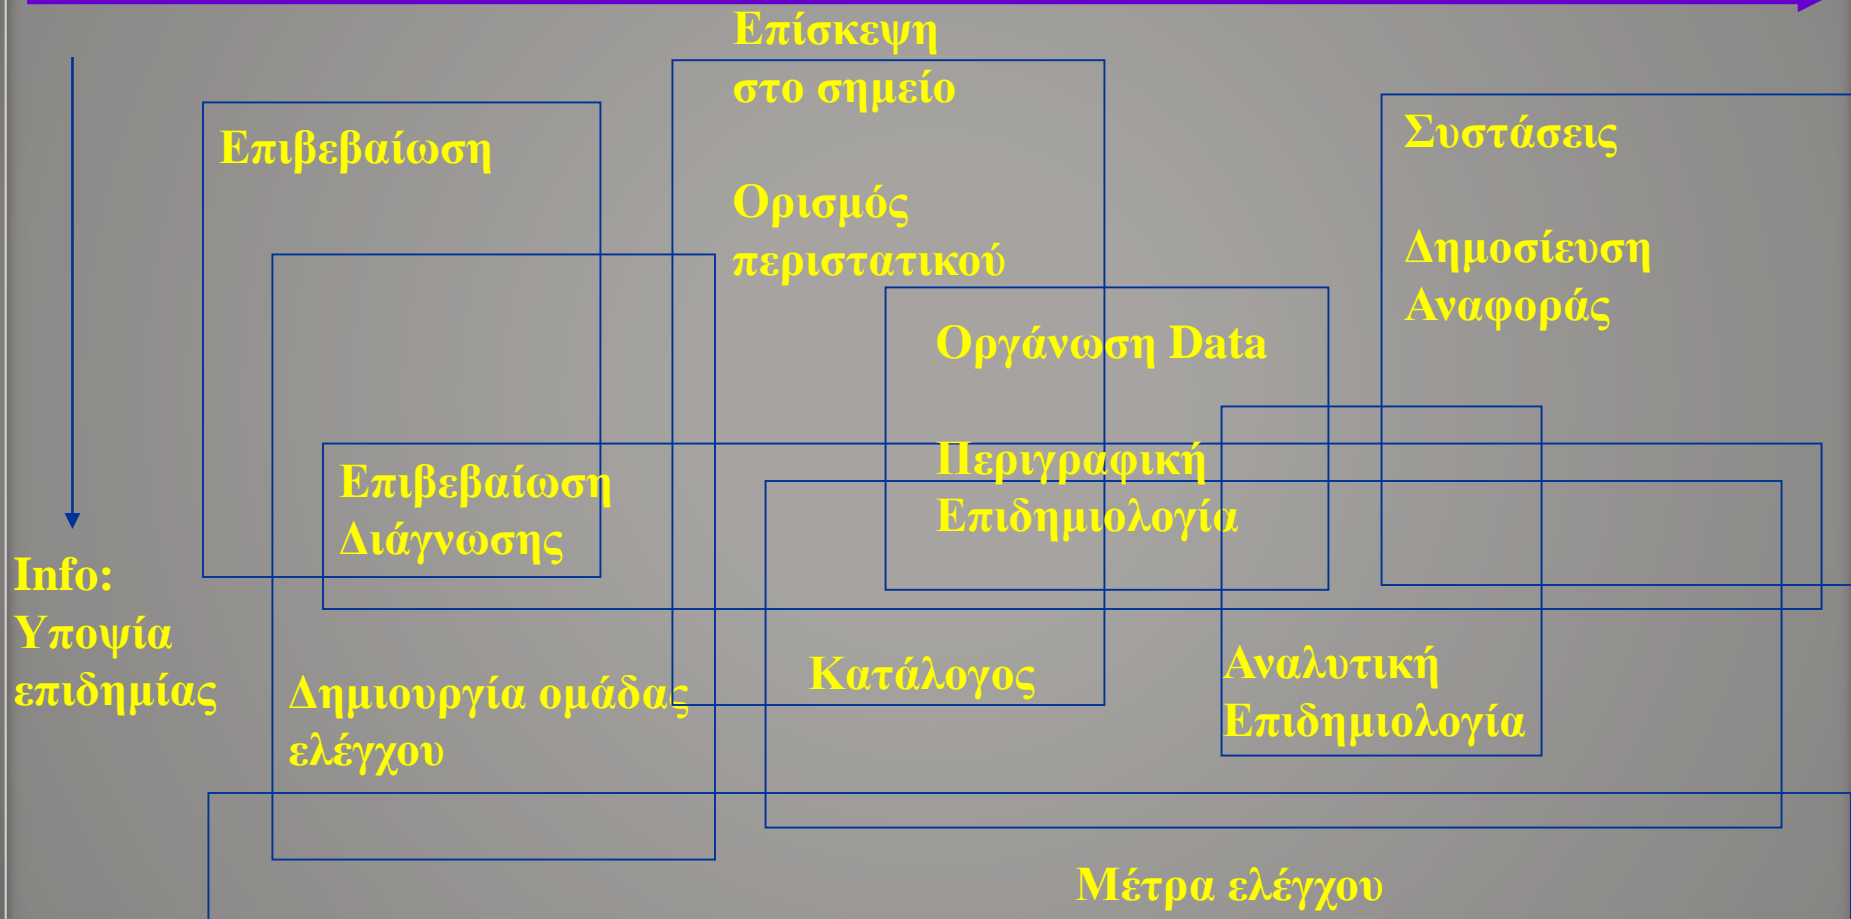 Επίσκεψη
στο σημείο
Επιβεβαίωση
Συστάσεις
Ορισμός
περιστατικού
Δημοσίευση
Αναφοράς
Οργάνωση Data
Περιγραφική
Επιδημιολογία
Επιβεβαίωση
Διάγνωσης
Info:
Υποψία
επιδημίας
Δημιουργία ομάδας
ελέγχου
Κατάλογος
Αναλυτική
Επιδημιολογία
Μέτρα ελέγχου